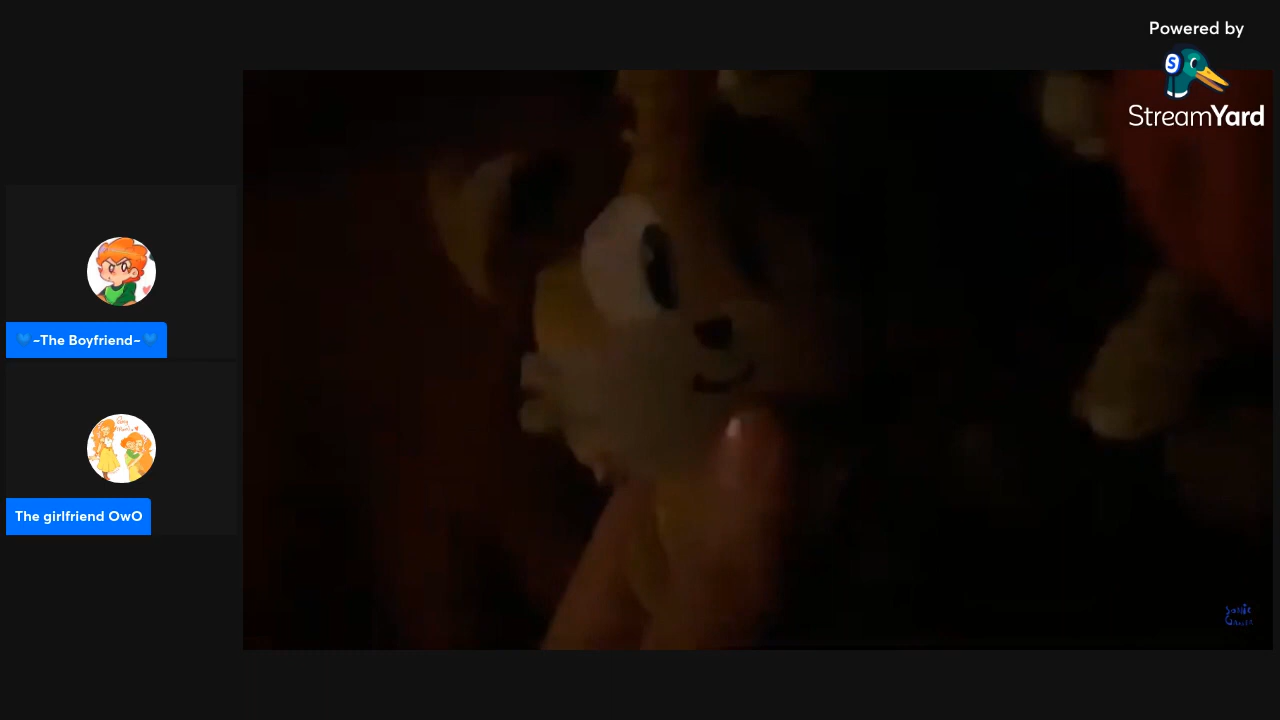 Powered by
S
StreamYard
💙~The Boyfriend~💙
The girlfriend OwO